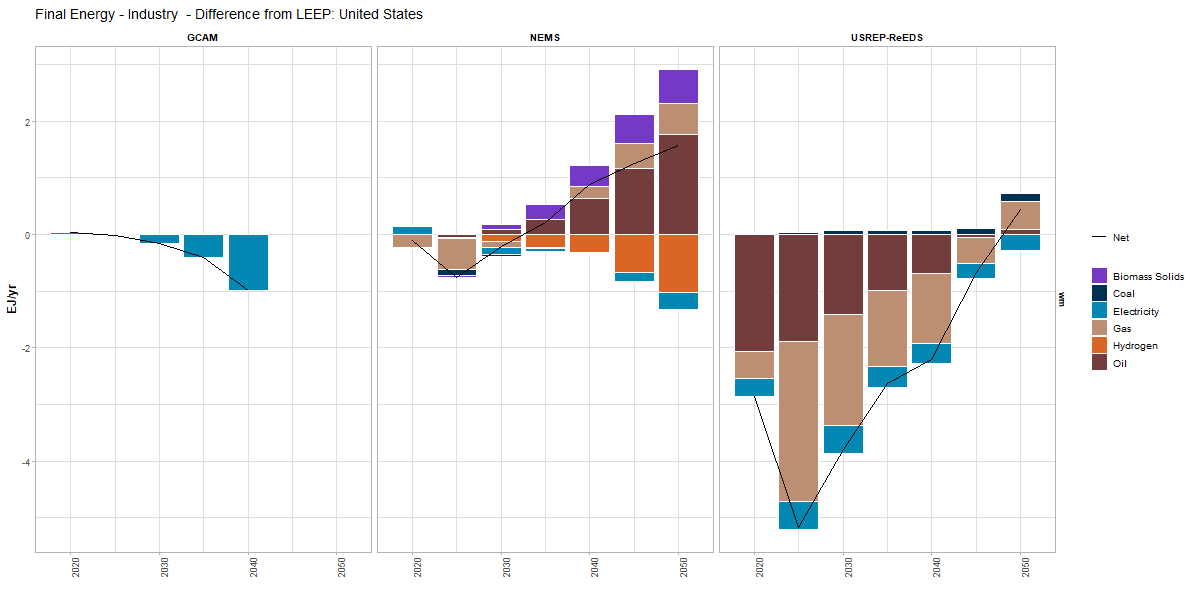 Final Energy - Industry - Difference from LEEP: United States
GCAM
NEMS
USREP-ReEDS
EJ/yr
2
0
-2
-4
2020
2030
2040
2050
2020
2030
2040
2050
2020
2030
2040
2050
wm
Net
Biomass Solids
Coal
Electricity
Gas
Hydrogen
Oil